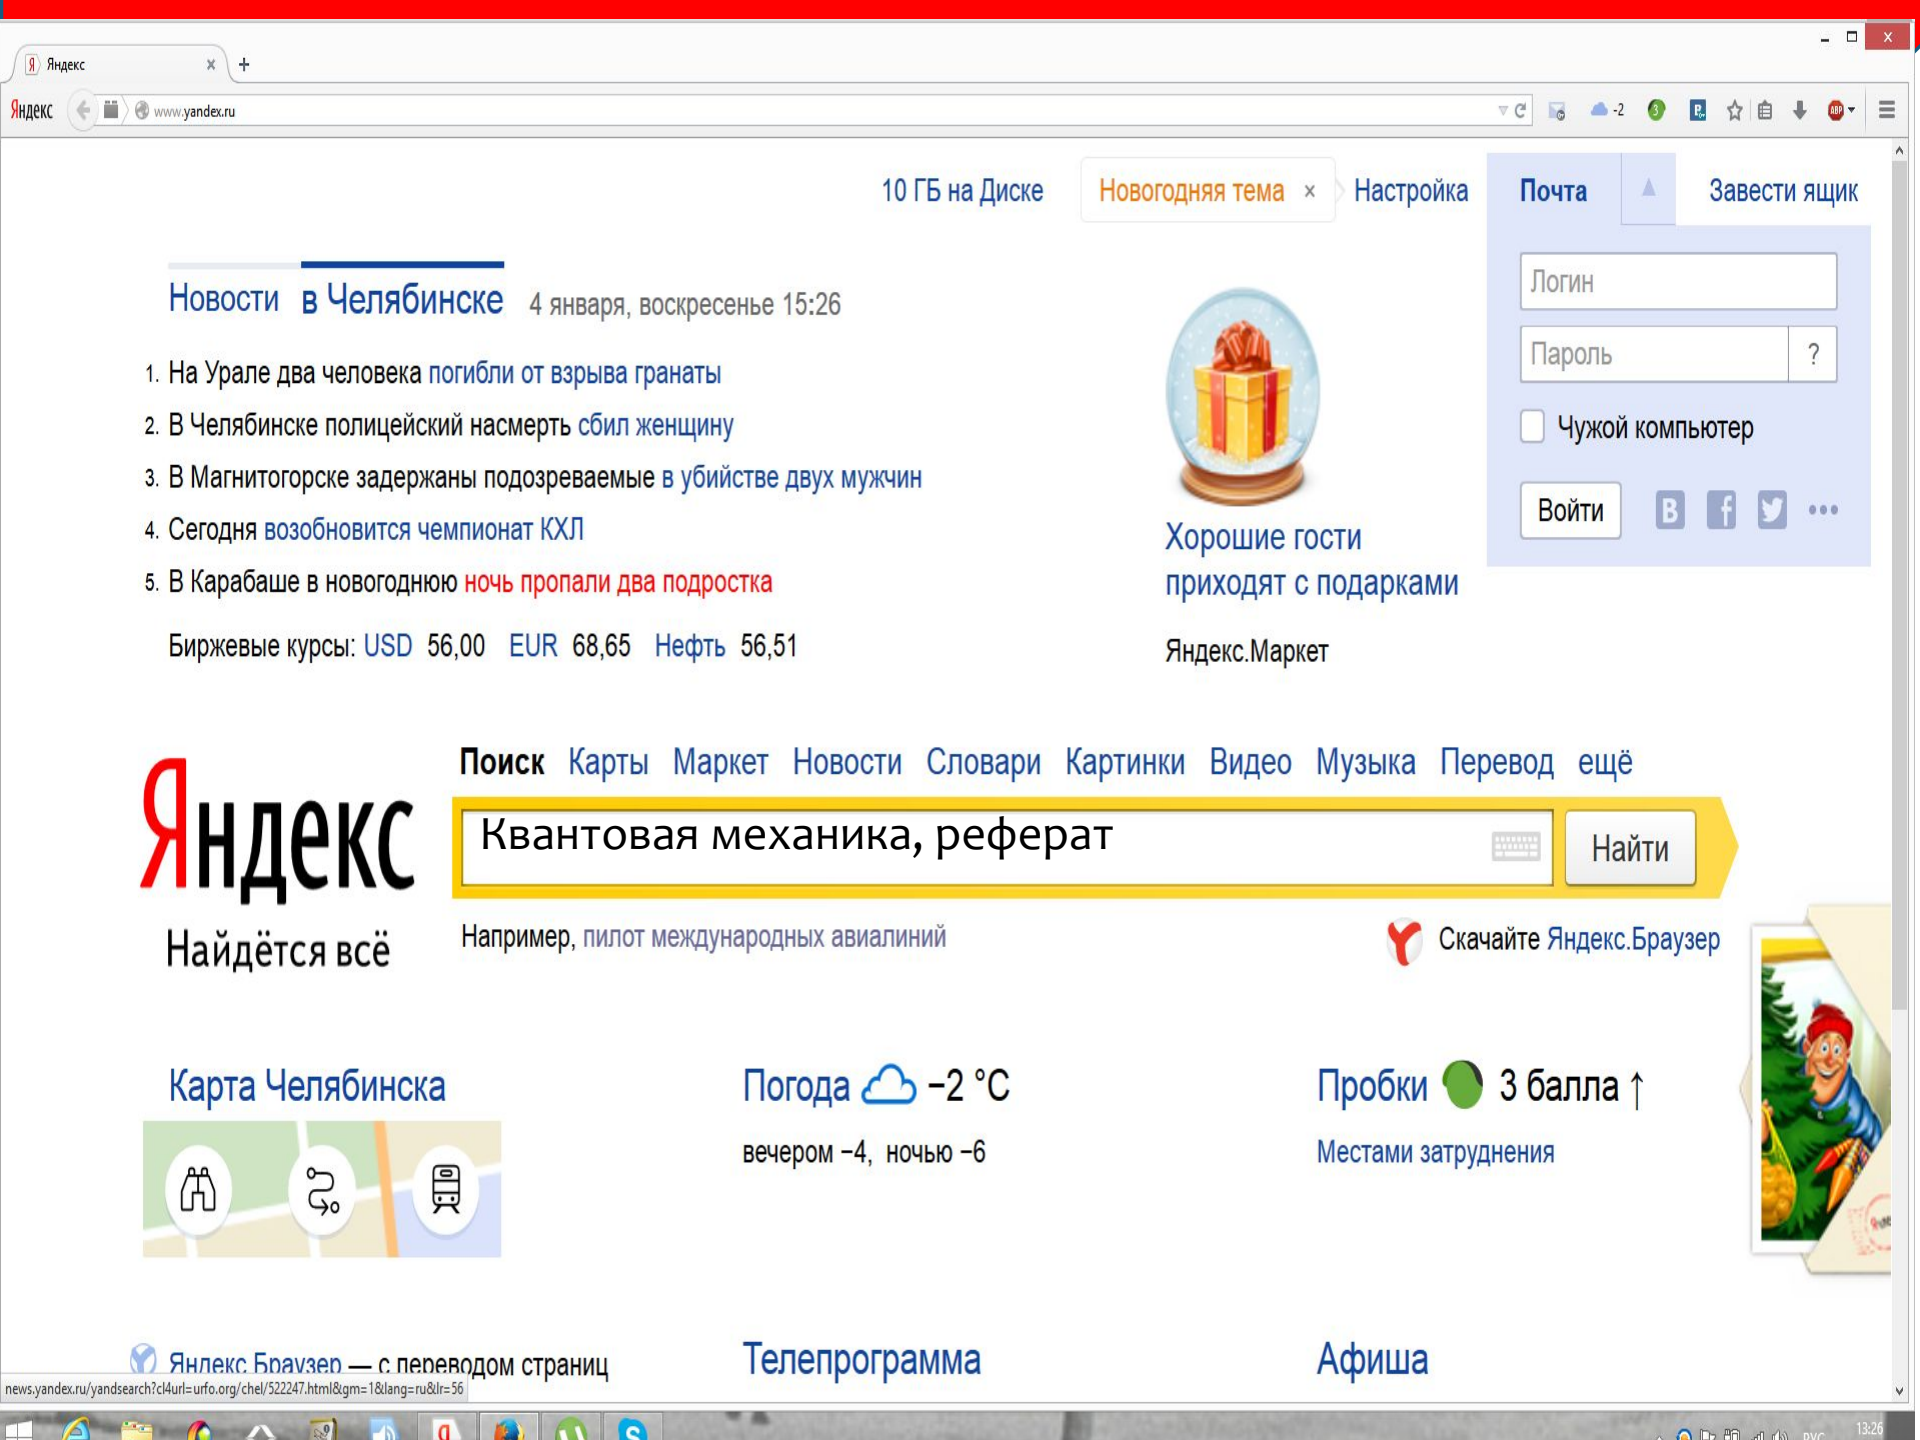 Яндекс
Яндекс www.yandex.ru -2 3 ABP
10 ГБ на Диске Новогодняя тема × Настройка Почта Завести ящик
Новости в Челябинске 4 января, воскресенье 15:26
1. На Урале два человека погибли от взрыва гранаты
2. В Челябинске полицейский насмерть сбил женщину
3. В Магнитогорске задержаны подозреваемые в убийстве двух мужчин
4. Сегодня возобновится чемпионат КХЛ
5. В Карабаше в новогоднюю ночь пропали два подростка
Биржевые курсы: USD 56,00 EUR 68,65 Нефть 56,51
Хорошие гости
приходят с подарками
Яндекс.Маркет
Логин
Пароль ?
Чужой компьютер
Войти
Поиск Карты Маркет Новости Словари Картинки Видео Музыка Перевод ещё
Яндекс
Квантовая механика, реферат
Найти
Найдётся всё
Например, пилот международных авиалиний
Скачайте Яндекс.Браузер
Карта Челябинска
Погода −2 °C
вечером −4, ночью −6
Пробки 3 балла ↑
Местами затруднения
Яндекс.Браузер — с переводом страниц
Телепрограмма
Афиша
news.yandex.ru/yandsearch?cl4url=urfo.org/chel/522247.html&gm=1&lang=ru&lr=56
РУС 13:26